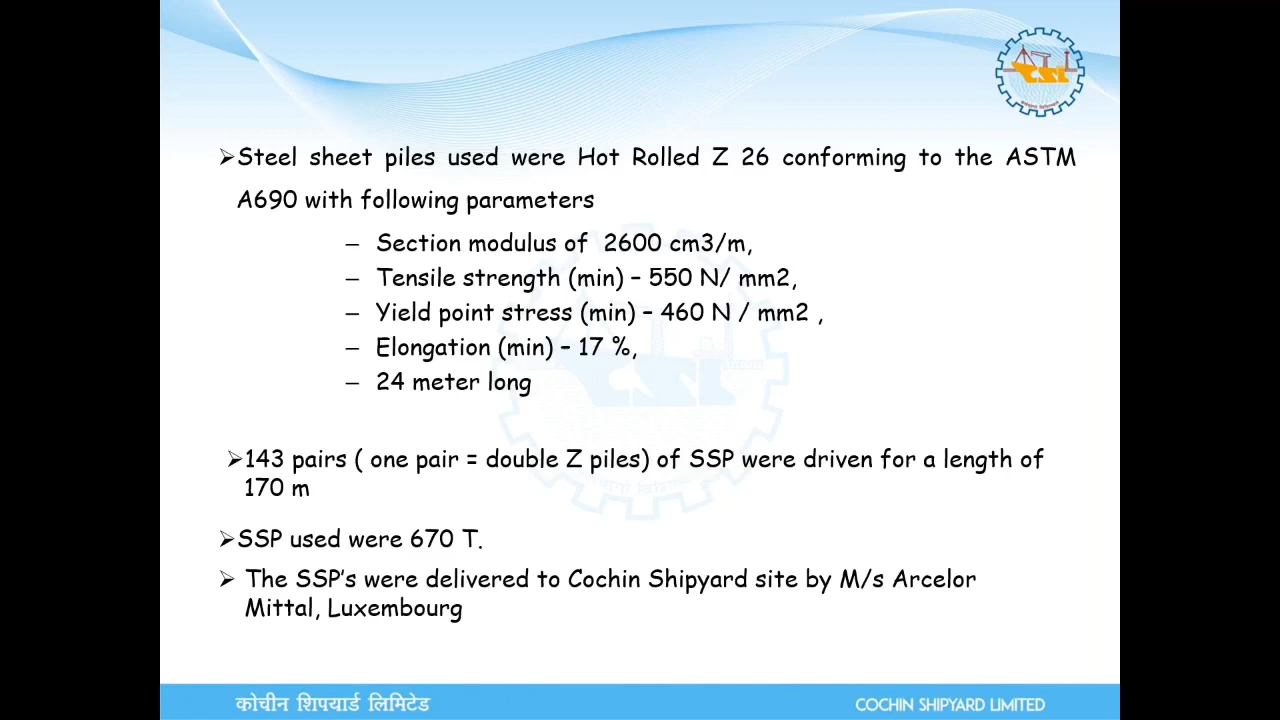 CSL
➢Steel sheet piles used were Hot Rolled Z 26 conforming to the ASTM
A690 with following parameters
– Section modulus of 2600 cm3/m,
– Tensile strength (min) – 550 N/ mm2,
– Yield point stress (min) – 460 N / mm2 ,
– Elongation (min) – 17 %,
– 24 meter long
➢143 pairs ( one pair = double Z piles) of SSP were driven for a length of
170 m
➢SSP used were 670 T.
➢ The SSP’s were delivered to Cochin Shipyard site by M/s Arcelor
Mittal, Luxembourg
कोचीन शिपयार्ड लिमिटेड
COCHIN SHIPYARD LIMITED